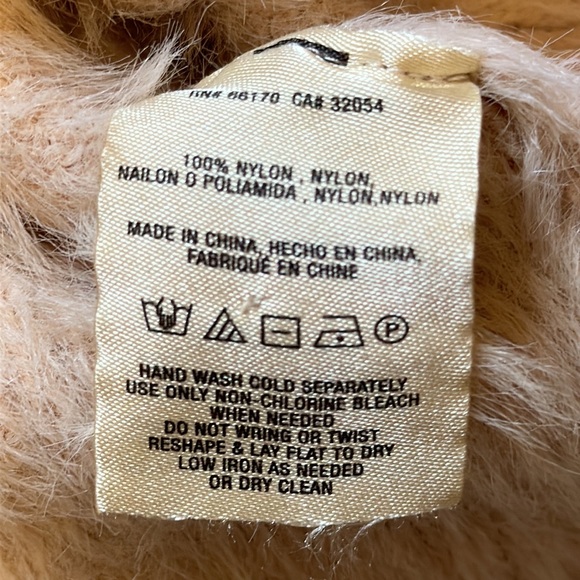 RN# 66170 CA# 32054
100% NYLON, NYLON,
NAILON O POLIAMIDA, NYLON, NYLON
MADE IN CHINA, HECHO EN CHINA,
FABRIQUÉ EN CHINE
P
HAND WASH COLD SEPARATELY
USE ONLY NON-CHLORINE BLEACH
WHEN NEEDED
DO NOT WRING OR TWIST
RESHAPE & LAY FLAT TO DRY
LOW IRON AS NEEDED
OR DRY CLEAN